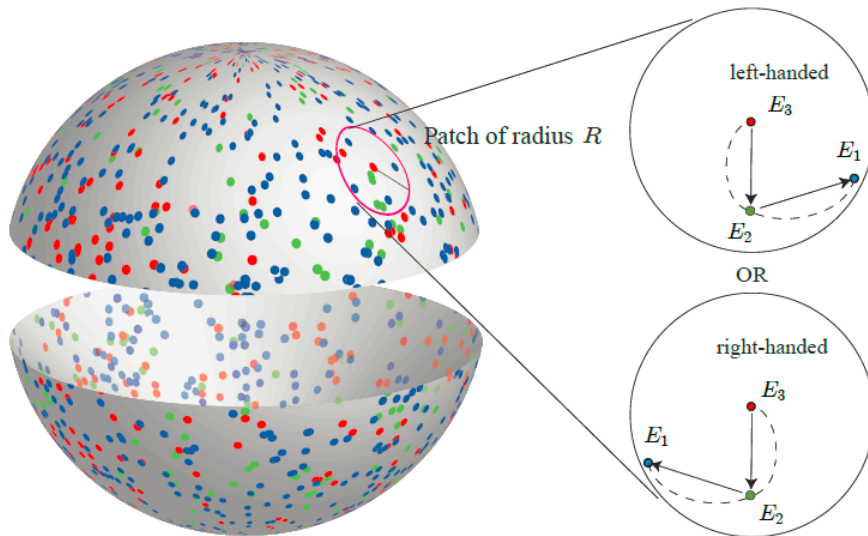 left-handed
E3
Patch of radius R
E1
E2
OR
right-handed
E3
E1
E2